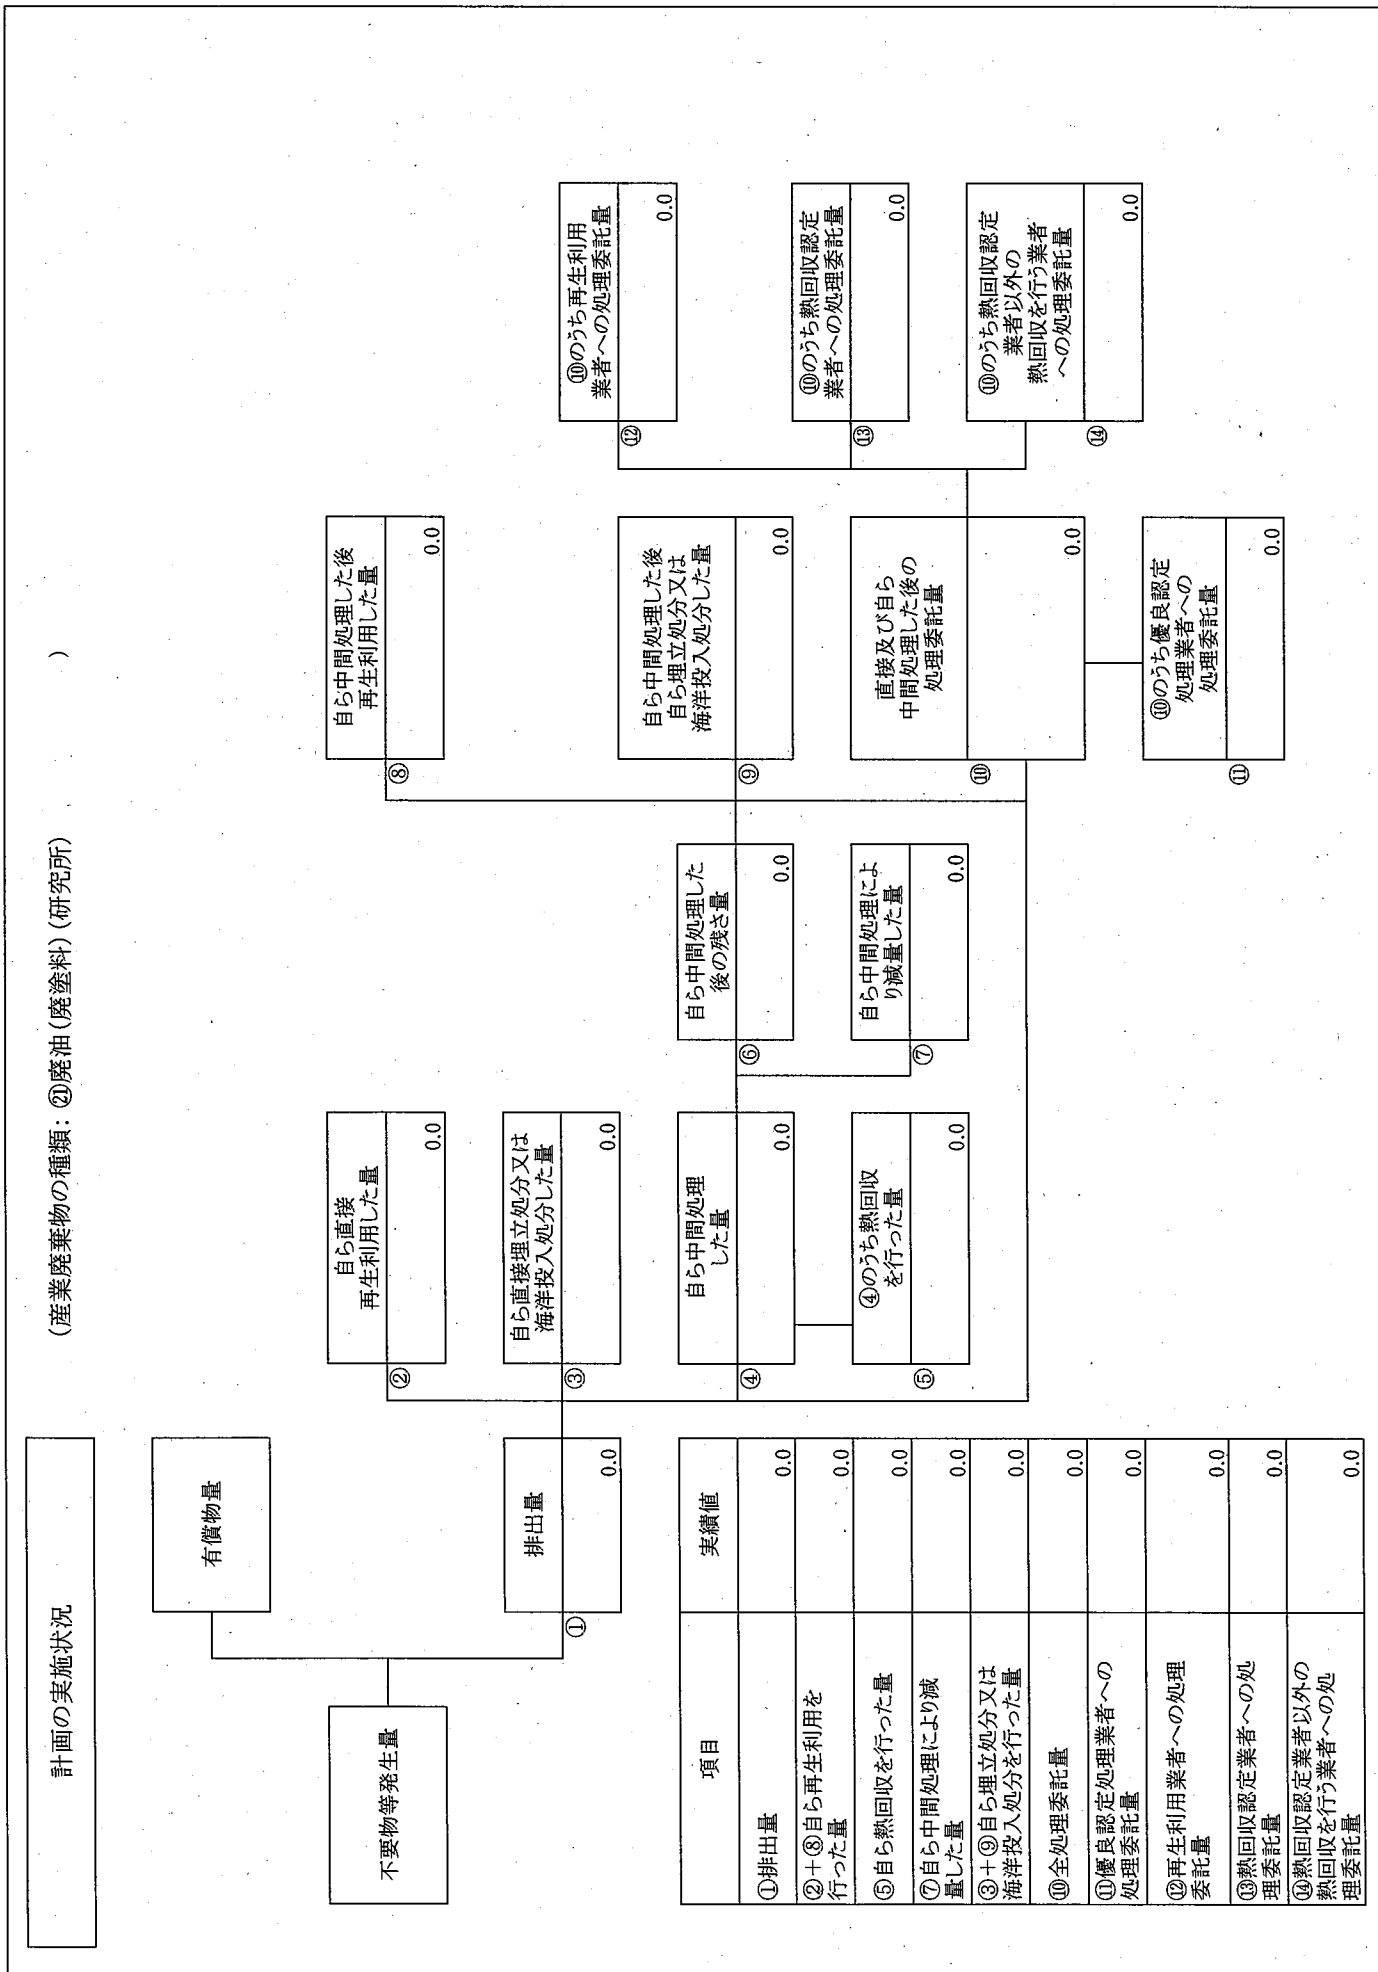 計画の実施状況
(産業廃棄物の種類：㉑廃油(廃塗料)(研究所)
)
不要物等発生量
有償物量
①
排出量
0.0
②
自ら直接
再生利用した量
0.0
③
自ら直接埋立処分又は
海洋投入処分した量
0.0
④
自ら中間処理
した量
0.0
⑤
④のうち熱回収
を行った量
0.0
⑥
自ら中間処理した
後の残さ量
0.0
⑦
自ら中間処理によ
り減量した量
0.0
⑧
自ら中間処理した後
再生利用した量
0.0
⑨
自ら中間処理した後
自ら埋立処分又は
海洋投入処分した量
0.0
⑩
直接及び自ら
中間処理した後の
処理委託量
0.0
⑪
⑩のうち優良認定
処理業者への
処理委託量
0.0
⑫
⑩のうち再生利用
業者への処理委託量
0.0
⑬
⑩のうち熱回収認定
業者への処理委託量
0.0
⑭
⑩のうち熱回収認定
業者以外の
熱回収を行う業者
への処理委託量
0.0
項目 実績値
①排出量 0.0
②＋⑧自ら再生利用を
行った量 0.0
⑤自ら熱回収を行った量 0.0
⑦自ら中間処理により減
量した量 0.0
③＋⑨自ら埋立処分又は
海洋投入処分を行った量 0.0
⑩全処理委託量 0.0
⑪優良認定処理業者への
処理委託量 0.0
⑫再生利用業者への処理
委託量 0.0
⑬熱回収認定業者への処
理委託量 0.0
⑭熱回収認定業者以外の
熱回収を行う業者への処
理委託量 0.0